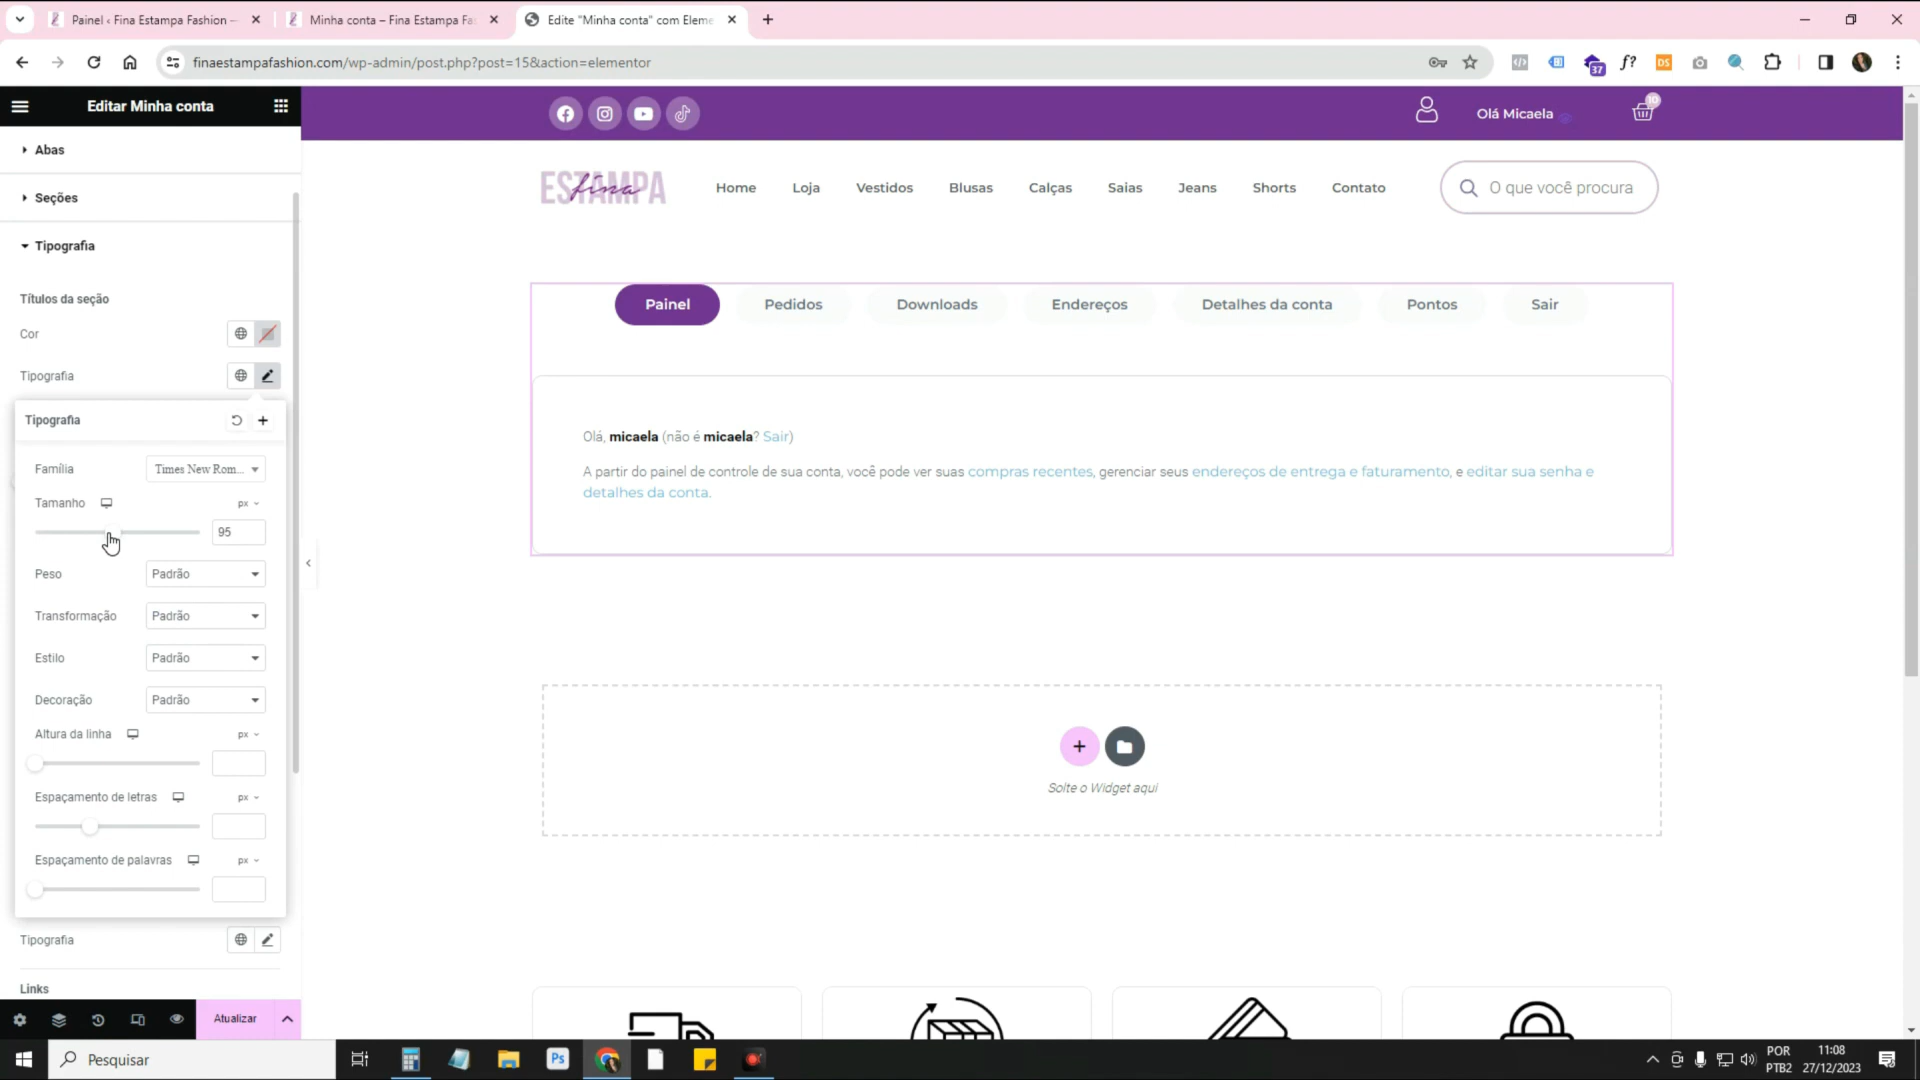 Painel ‹ Fina Estampa Fashion —
Minha conta – Fina Estampa Fa
Edite "Minha conta" com Eleme
finaestampafashion.com/wp-admin/post.php?post=15&action=elementor
37
f?
DS
Editar Minha conta
Olá Micaela
10
Abas
Seções
Tipografia
Títulos da seção
Cor
Tipografia
Tipografia
Família
Times New Rom...
Tamanho
px
95
Peso
Padrão
Transformação
Padrão
Estilo
Padrão
Decoração
Padrão
Altura da linha
px
Espaçamento de letras
px
Espaçamento de palavras
px
Tipografia
Links
Atualizar
ESTAMPA
fina
Home
Loja
Vestidos
Blusas
Calças
Saias
Jeans
Shorts
Contato
O que você procura
Painel
Pedidos
Downloads
Endereços
Detalhes da conta
Pontos
Sair
Olá, micaela (não é micaela? Sair)
A partir do painel de controle de sua conta, você pode ver suas compras recentes, gerenciar seus endereços de entrega e faturamento, e editar sua senha e
detalhes da conta.
Solte o Widget aqui
Pesquisar
Ps
POR
PTB2
11:08
27/12/2023